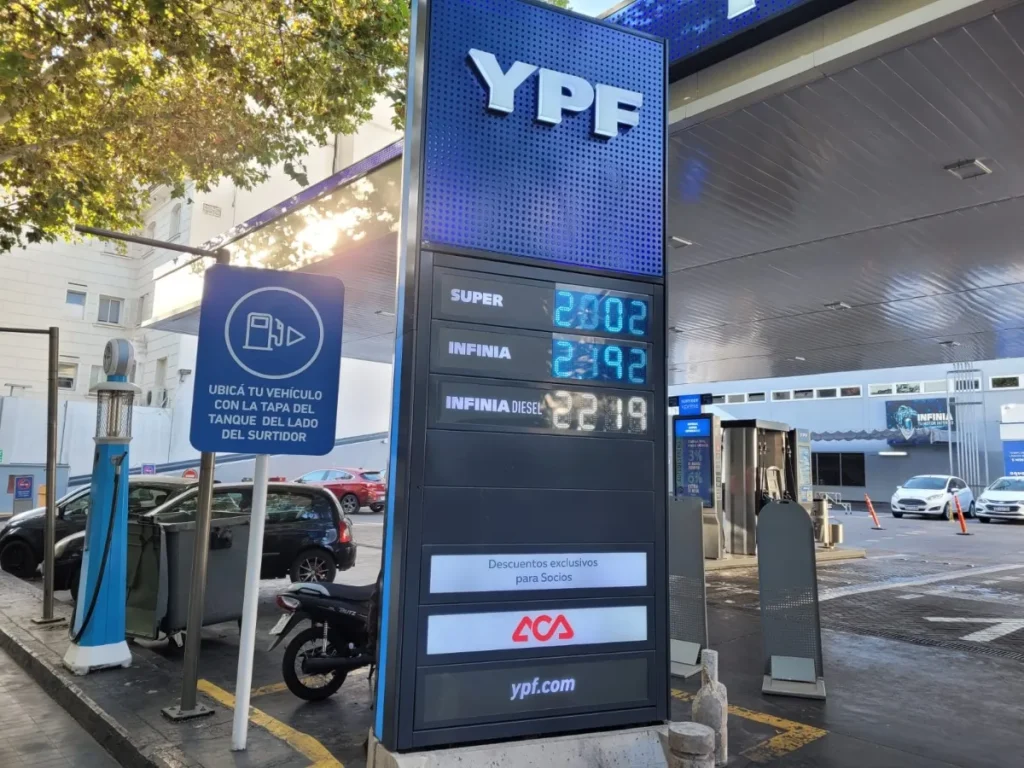 YPF
SUPER 2002
INFINIA 2192
INFINIA DIESEL 2219
UBICÁ TU VEHÍCULO
CON LA TAPA DEL
TANQUE DEL LADO
DEL SURTIDOR
Descuentos exclusivos
para Socios
ACA
ypf.com
INFINIA